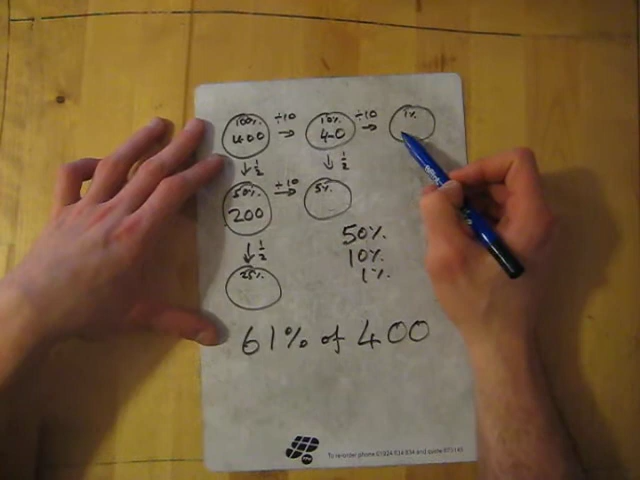 100% ÷10 10% ÷10 1%
400 → 40 →
↓ 1/2 ↓ 1/2
50% ÷10 5%
200 →
↓ 1/2
25%
50%
10%
1%
61% of 400